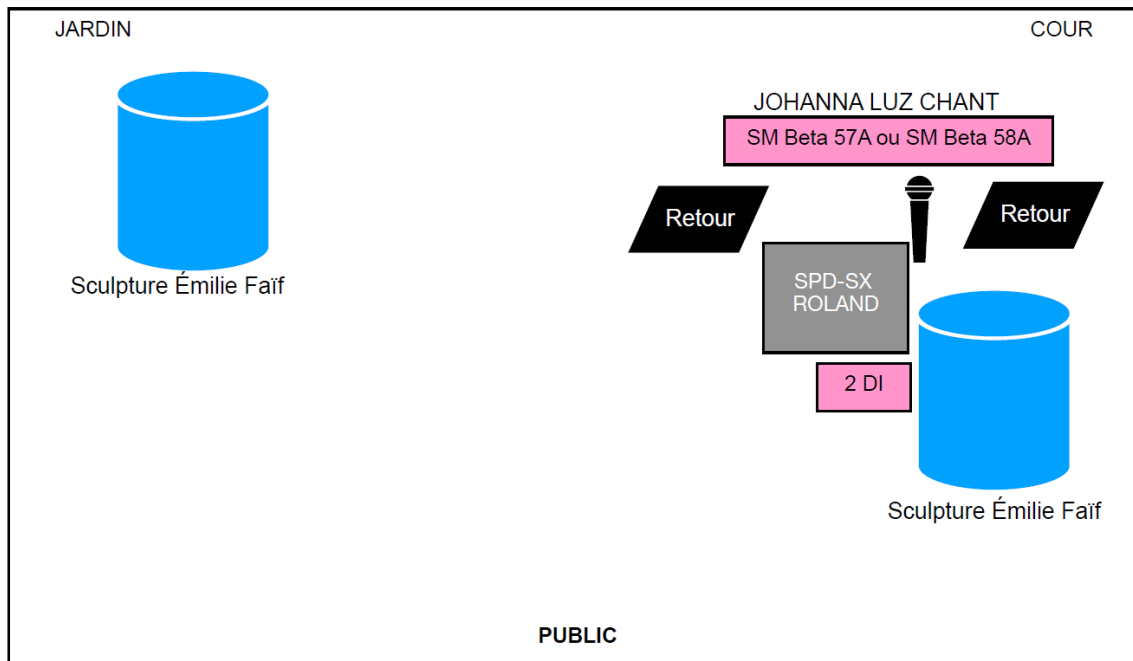 JARDIN
COUR
JOHANNA LUZ CHANT
SM Beta 57A ou SM Beta 58A
Retour
Retour
Sculpture Émilie Faïf
SPD-SX
ROLAND
2 DI
Sculpture Émilie Faïf
PUBLIC